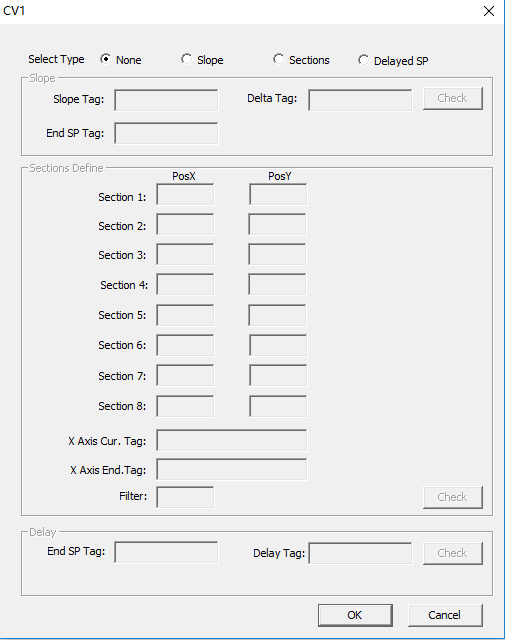 CV1
Select Type None Slope Sections Delayed SP
Slope
Slope Tag: Delta Tag: Check
End SP Tag:
Sections Define
PosX PosY
Section 1:
Section 2:
Section 3:
Section 4:
Section 5:
Section 6:
Section 7:
Section 8:
X Axis Cur. Tag:
X Axis End.Tag:
Filter: Check
Delay
End SP Tag: Delay Tag: Check
OK Cancel